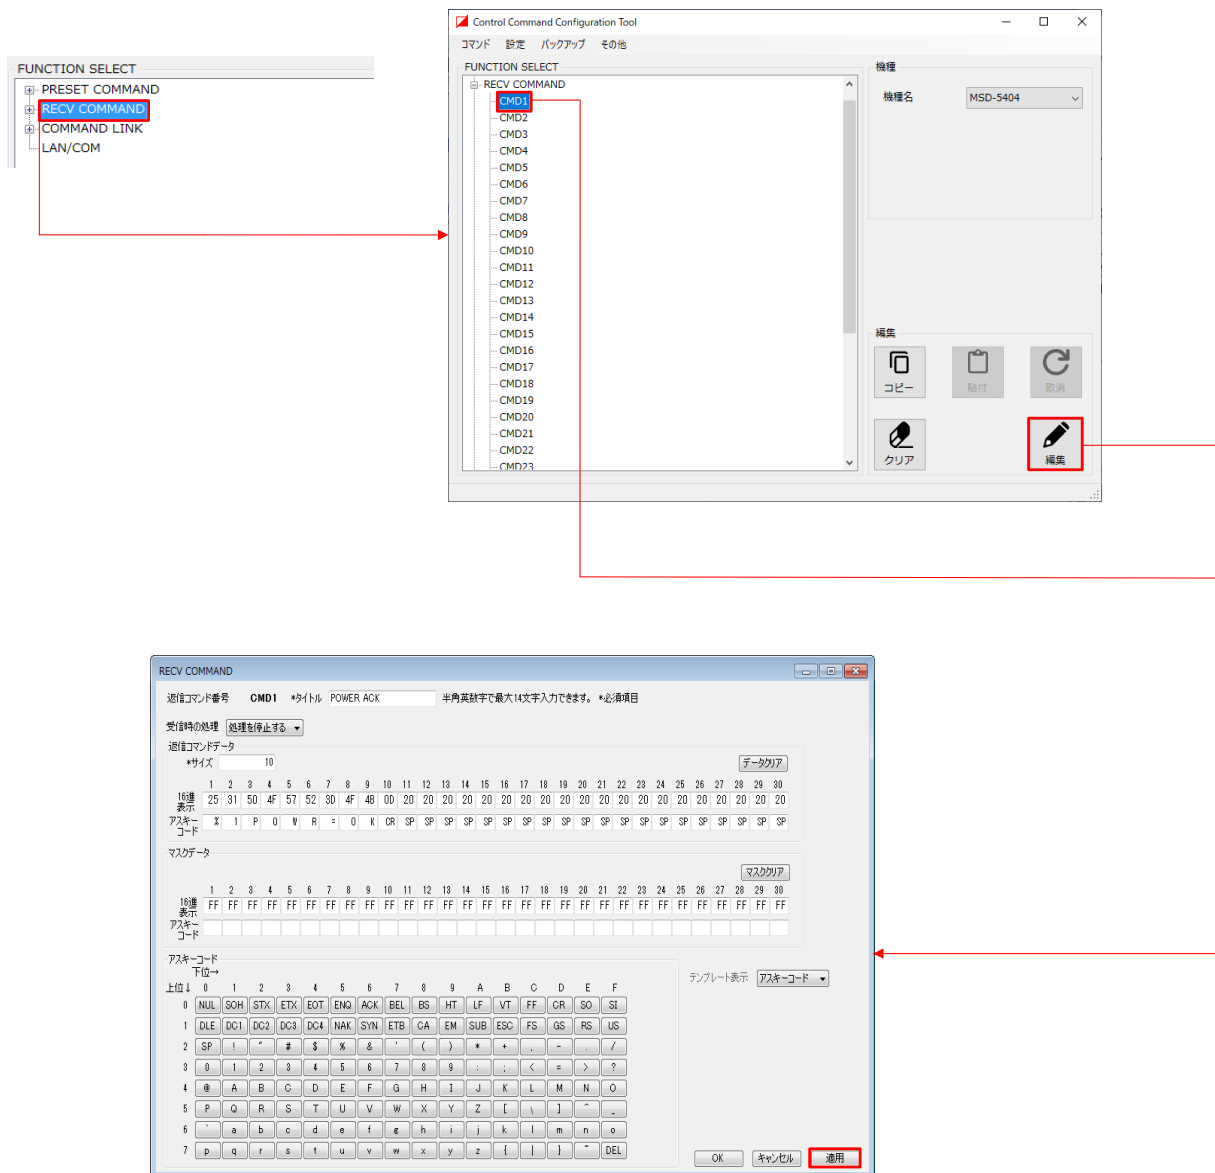 FUNCTION SELECT
PRESET COMMAND
RECV COMMAND
COMMAND LINK
LAN/COM
Control Command Configuration Tool
コマンド 設定 バックアップ その他
FUNCTION SELECT
RECV COMMAND
CMD1
CMD2
CMD3
CMD4
CMD5
CMD6
CMD7
CMD8
CMD9
CMD10
CMD11
CMD12
CMD13
CMD14
CMD15
CMD16
CMD17
CMD18
CMD19
CMD20
CMD21
CMD22
CMD23
機種
機種名 MSD-5404
編集
コピー 貼付 取消
クリア 編集
RECV COMMAND
返信コマンド番号 CMD1 *タイトル POWER ACK 半角英数字で最大14文字入力できます。 *必須項目
受信時の処理 処理を停止する
返信コマンドデータ
*サイズ 10 データクリア
1 2 3 4 5 6 7 8 9 10 11 12 13 14 15 16 17 18 19 20 21 22 23 24 25 26 27 28 29 30
16進表示 25 31 50 4F 57 52 3D 4F 4B 0D 20 20 20 20 20 20 20 20 20 20 20 20 20 20 20 20 20 20 20 20
アスキーコード % 1 P O W R = O K CR SP SP SP SP SP SP SP SP SP SP SP SP SP SP SP SP SP SP SP SP
マスクデータ
マスククリア
1 2 3 4 5 6 7 8 9 10 11 12 13 14 15 16 17 18 19 20 21 22 23 24 25 26 27 28 29 30
16進表示 FF FF FF FF FF FF FF FF FF FF FF FF FF FF FF FF FF FF FF FF FF FF FF FF FF FF FF FF FF FF
アスキーコード
アスキーコード
下位→
上位↓ 0 1 2 3 4 5 6 7 8 9 A B C D E F
0 NUL SOH STX ETX EOT ENQ ACK BEL BS HT LF VT FF CR SO SI
1 DLE DC1 DC2 DC3 DC4 NAK SYN ETB CA EM SUB ESC FS GS RS US
2 SP ! " # $ % & ' ( ) * + , - . /
3 0 1 2 3 4 5 6 7 8 9 : ; < = > ?
4 @ A B C D E F G H I J K L M N O
5 P Q R S T U V W X Y Z [ \ ] ^ _
6 ` a b c d e f g h i j k l m n o
7 p q r s t u v w x y z { | } ~ DEL
テンプレート表示 アスキーコード
OK キャンセル 適用